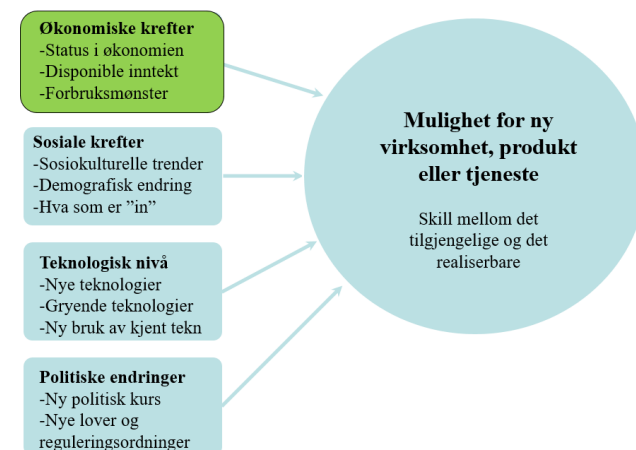 Økonomiske krefter
-Status i økonomien
-Disponible inntekt
-Forbruksmønster
Sosiale krefter
-Sosiokulturelle trender
-Demografisk endring
-Hva som er ”in”
Teknologisk nivå
-Nye teknologier
-Gryende teknologier
-Ny bruk av kjent tekn
Politiske endringer
-Ny politisk kurs
-Nye lover og
reguleringsordninger
Mulighet for ny
virksomhet, produkt
eller tjeneste
Skill mellom det
tilgjengelige og det
realiserbare